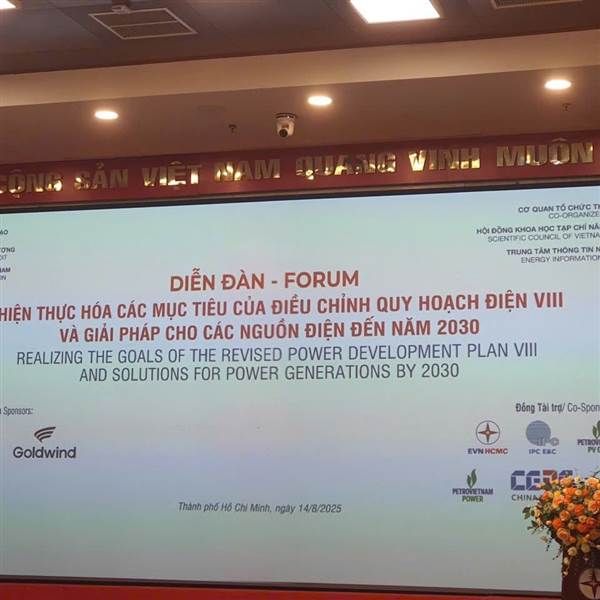 CỘNG SẢN VIỆT NAM QUANG VINH MUÔN
CƠ QUAN TỔ CHỨC
CO-ORGANIZE
HỘI ĐỒNG KHOA HỌC TẠP CHÍ
SCIENTIFIC COUNCIL OF VIETNA
TRUNG TÂM THÔNG TIN
ENERGY INFORMATION
DIỄN ĐÀN - FORUM
HIỆN THỰC HÓA CÁC MỤC TIÊU CỦA ĐIỀU CHỈNH QUY HOẠCH ĐIỆN VIII
VÀ GIẢI PHÁP CHO CÁC NGUỒN ĐIỆN ĐẾN NĂM 2030
REALIZING THE GOALS OF THE REVISED POWER DEVELOPMENT PLAN VIII
AND SOLUTIONS FOR POWER GENERATIONS BY 2030
Sponsors:
Goldwind
Đồng Tài trợ/ Co-Spon
EVNHCMC
IPC E&C
PETROV
PV G
PETROVIETNAM
POWER
CHINA
Thành phố Hồ Chí Minh, ngày 14/8/2025